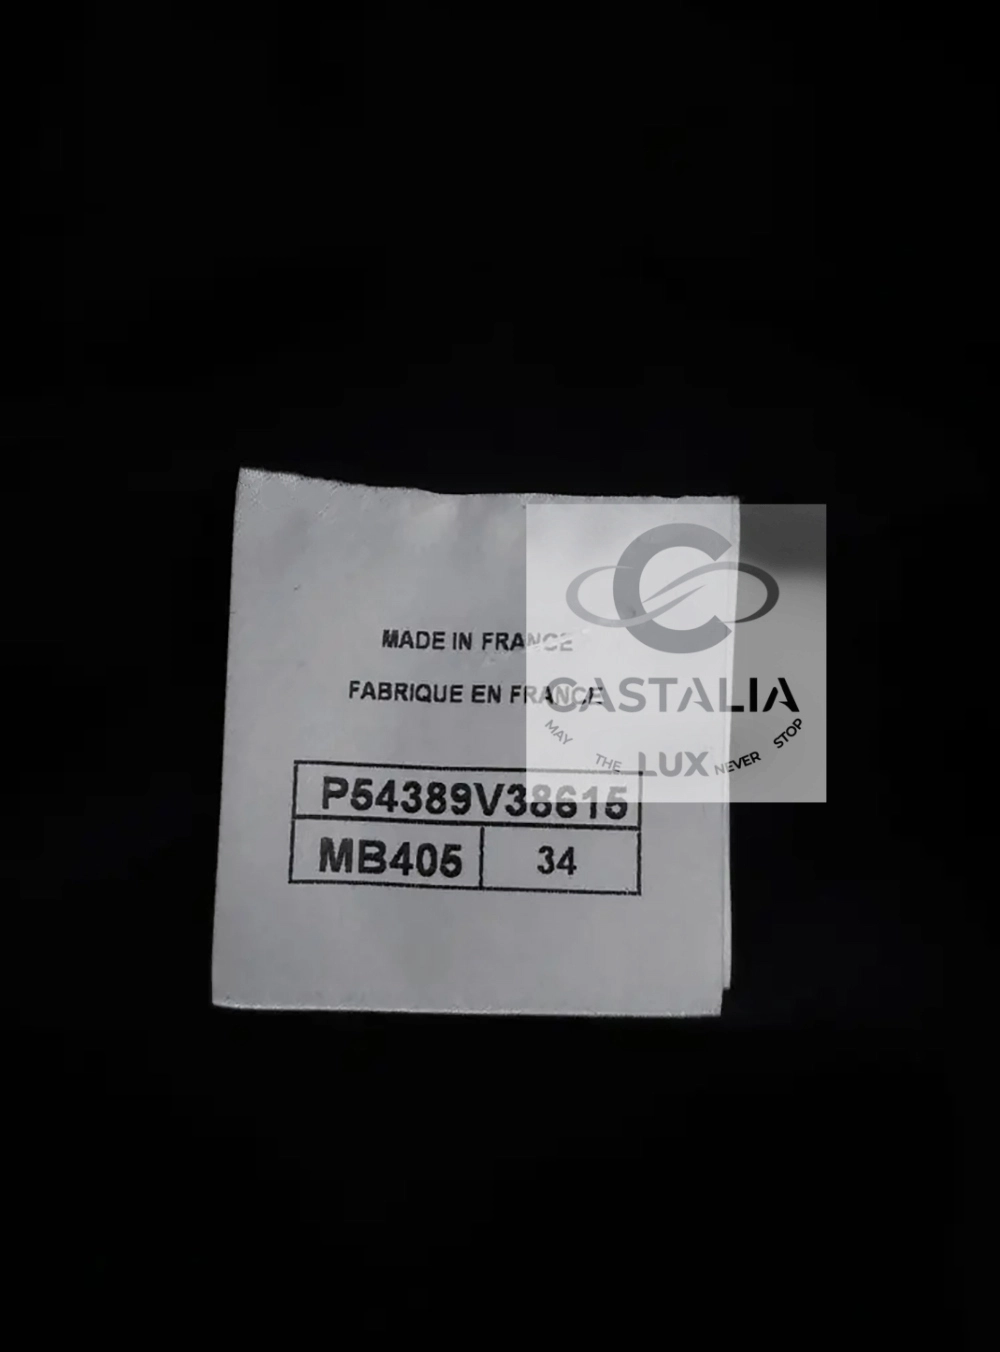 MADE IN FRANCE
FABRIQUE EN FRANCE
P54389V38615
MB405
34
CASTALIA
MAY THE LUX NEVER STOP